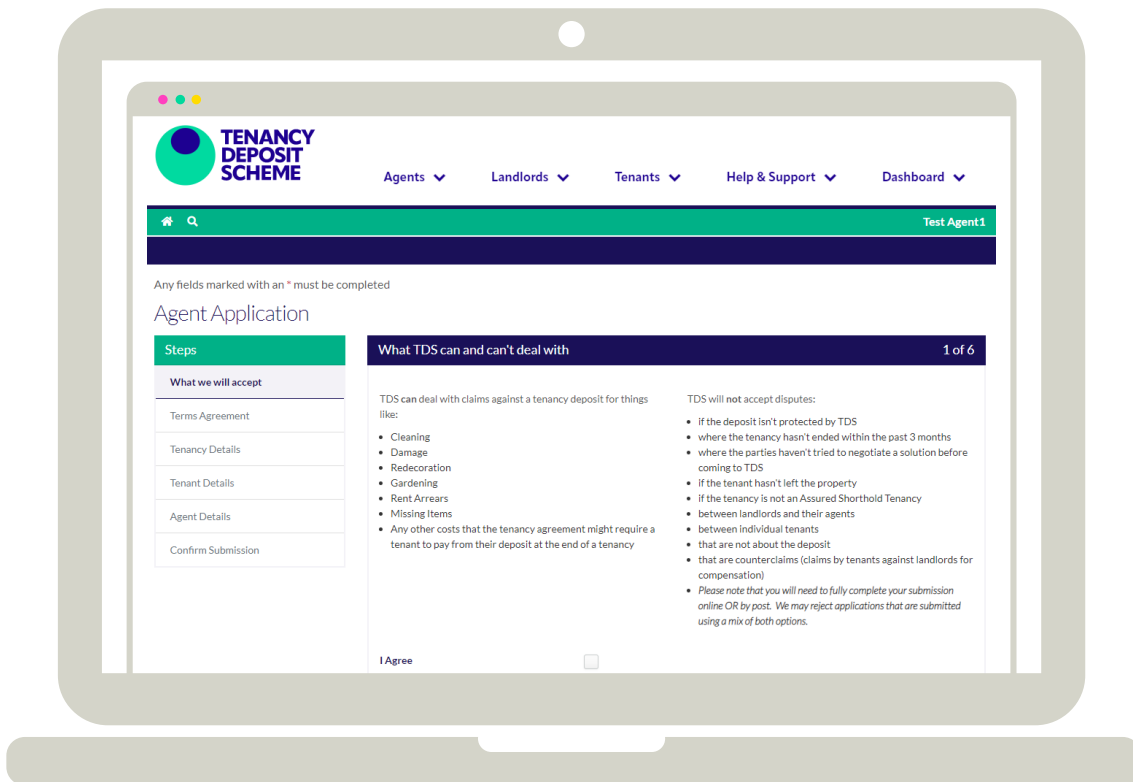 TENANCY
DEPOSIT
SCHEME
Agents
Landlords
Tenants
Help & Support
Dashboard
Test Agent1
Any fields marked with an * must be completed
Agent Application
Steps
What we will accept
Terms Agreement
Tenancy Details
Tenant Details
Agent Details
Confirm Submission
What TDS can and can't deal with
1 of 6
TDS can deal with claims against a tenancy deposit for things
like:
• Cleaning
• Damage
• Redecoration
• Gardening
• Rent Arrears
• Missing Items
• Any other costs that the tenancy agreement might require a
tenant to pay from their deposit at the end of a tenancy
TDS will not accept disputes:
• if the deposit isn't protected by TDS
• where the tenancy hasn't ended within the past 3 months
• where the parties haven't tried to negotiate a solution before
coming to TDS
• if the tenant hasn't left the property
• if the tenancy is not an Assured Shorthold Tenancy
• between landlords and their agents
• between individual tenants
• that are not about the deposit
• that are counterclaims (claims by tenants against landlords for
compensation)
• Please note that you will need to fully complete your submission
online OR by post. We may reject applications that are submitted
using a mix of both options.
I Agree